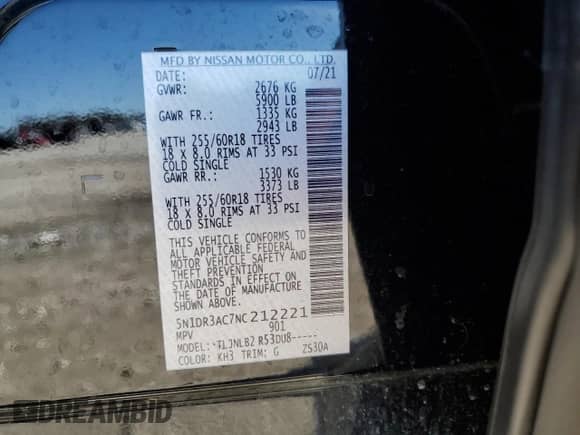 MFD BY NISSAN MOTOR CO., LTD.
DATE: 07/21
GVWR: 2676 KG
5900 LB
GAWR FR.: 1335 KG
2943 LB
WITH 255/60R18 TIRES
18 X 8.0 RIMS AT 33 PSI
COLD SINGLE
GAWR RR.: 1530 KG
3373 LB
WITH 255/60R18 TIRES
18 X 8.0 RIMS AT 33 PSI
COLD SINGLE
THIS VEHICLE CONFORMS TO
ALL APPLICABLE FEDERAL
MOTOR VEHICLE SAFETY AND
THEFT PREVENTION
STANDARDS IN EFFECT ON
THE DATE OF MANUFACTURE
SHOWN ABOVE.
5N1DR3AC7NC212221
MPV 901
MODEL: TLJNLB2 R53DU8-----
COLOR: KH3 TRIM: G ZS30A
DREAMBID